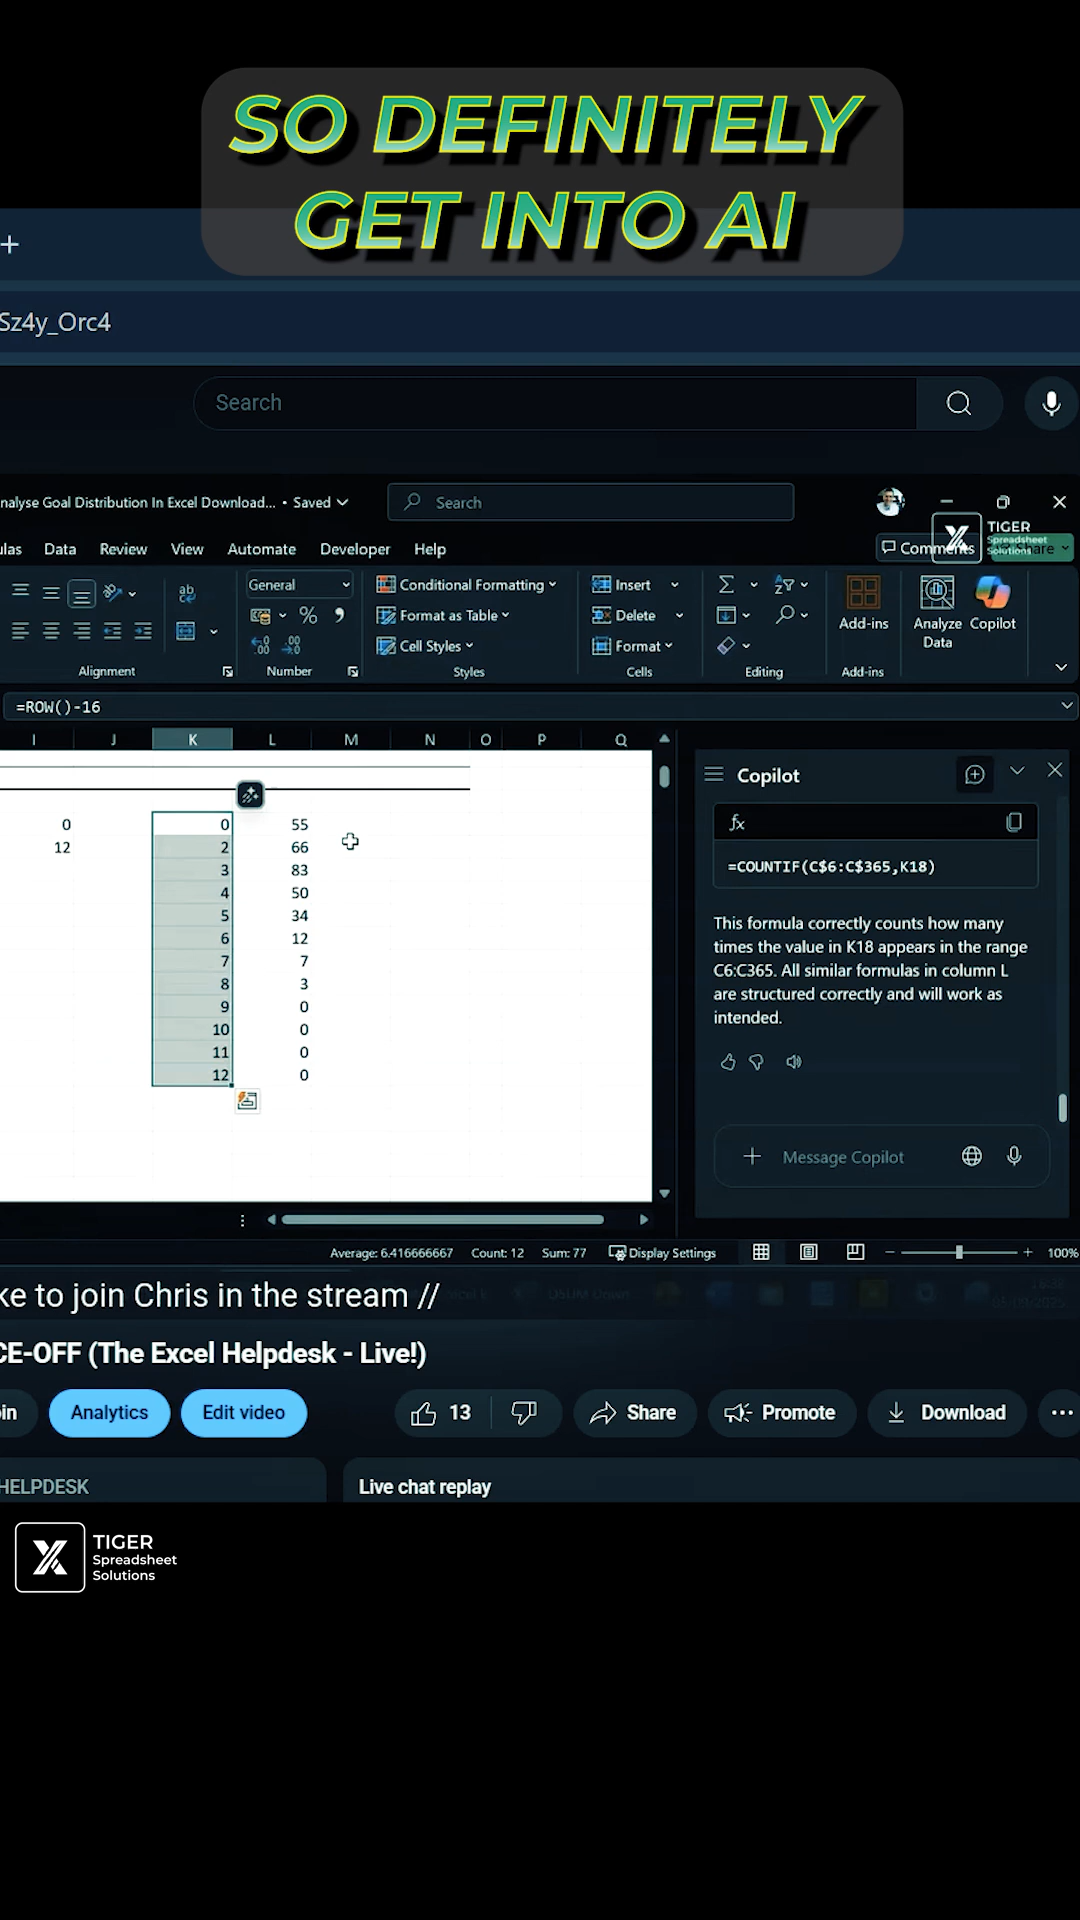 SO DEFINITELY
GET INTO AI
+
Sz4y_Orc4
Search
nalyse Goal Distribution In Excel Download... • Saved
Search
TIGER
Spreadsheet
Solutions
las Data Review View Automate Developer Help
Comments
Share
ab
General
Conditional Formatting
Insert
Format as Table
Delete
Cell Styles
Format
Add-ins
Analyze
Data
Copilot
Alignment
Number
Styles
Cells
Editing
Add-ins
=ROW()-16
I J K L M N O P Q
0 0 55
12 2 66
3 83
4 50
5 34
6 12
7 7
8 3
9 0
10 0
11 0
12 0
Copilot
fx
=COUNTIF(C$6:C$365,K18)
This formula correctly counts how many
times the value in K18 appears in the range
C6:C365. All similar formulas in column L
are structured correctly and will work as
intended.
Message Copilot
Average: 6.416666667 Count: 12 Sum: 77 Display Settings 100%
ke to join Chris in the stream //
CE-OFF (The Excel Helpdesk - Live!)
in
Analytics
Edit video
13
Share
Promote
Download
HELPDESK
Live chat replay
TIGER
Spreadsheet
Solutions